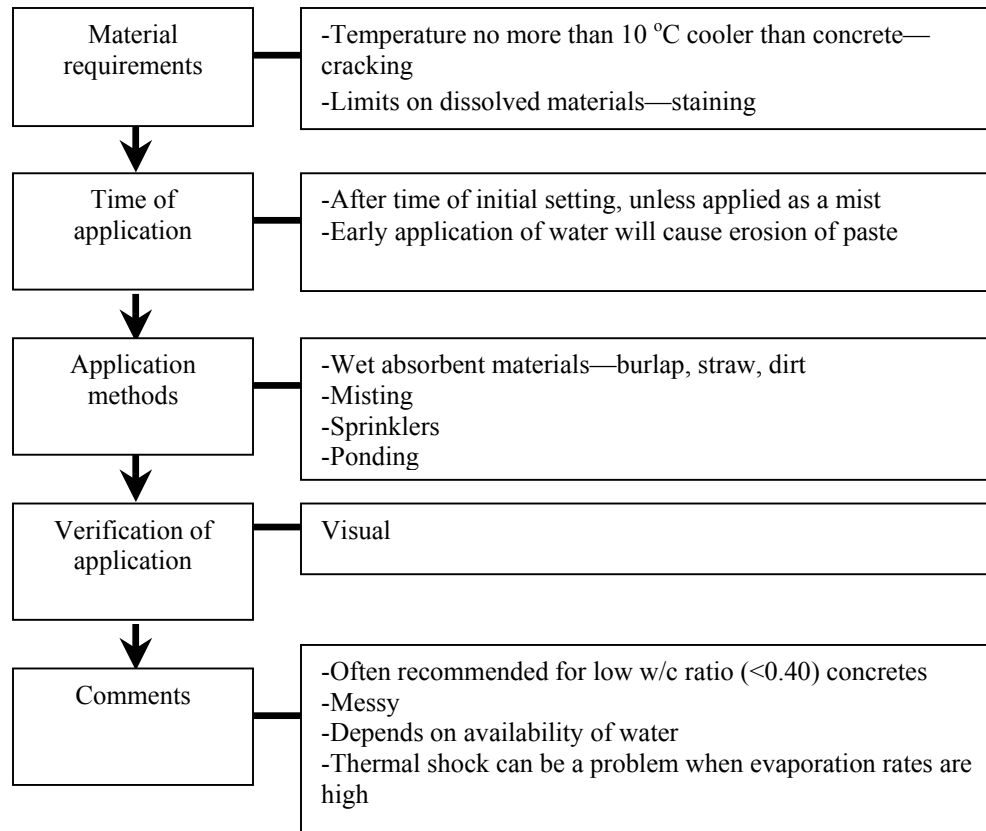 Material
requirements
-Temperature no more than 10 °C cooler than concrete—
cracking
-Limits on dissolved materials—staining
Time of
application
-After time of initial setting, unless applied as a mist
-Early application of water will cause erosion of paste
Application
methods
-Wet absorbent materials—burlap, straw, dirt
-Misting
-Sprinklers
-Ponding
Verification of
application
Visual
Comments
-Often recommended for low w/c ratio (<0.40) concretes
-Messy
-Depends on availability of water
-Thermal shock can be a problem when evaporation rates are
high